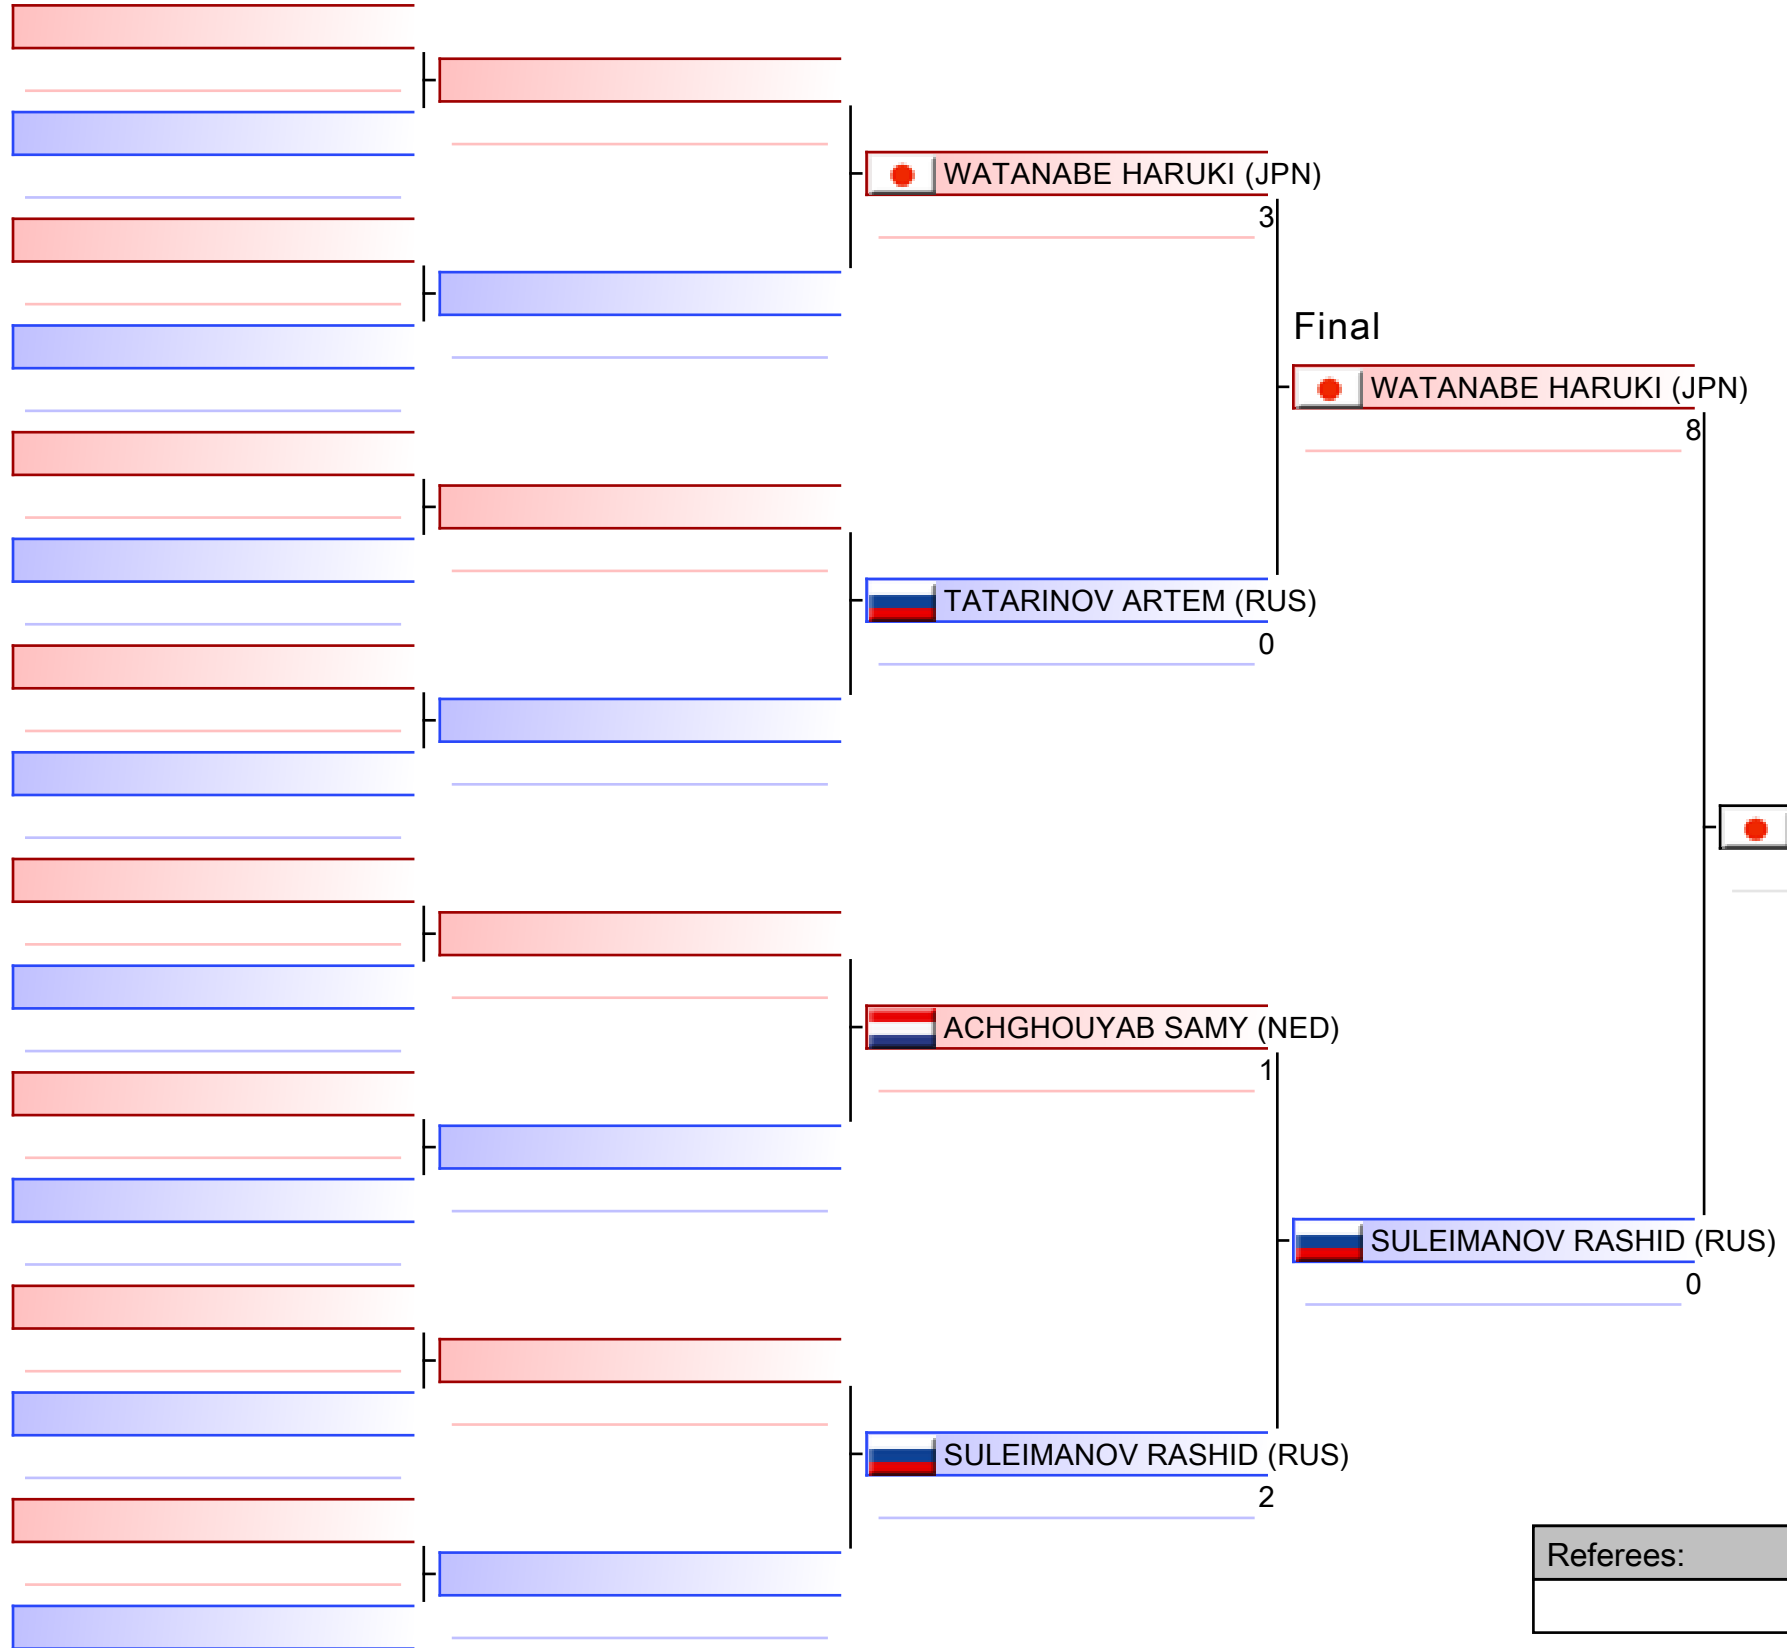 WATANABE HARUKI (JPN)
3
Final
WATANABE HARUKI (JPN)
8
TATARINOV ARTEM (RUS)
0
ACHGHOUYAB SAMY (NED)
1
SULEIMANOV RASHID (RUS)
0
SULEIMANOV RASHID (RUS)
2
Referees: